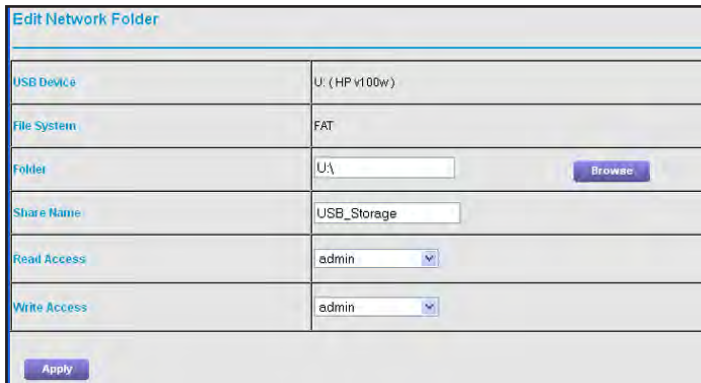 Edit Network Folder
USB Device U: ( HP v100w )
File System FAT
Folder U:\ Browse
Share Name USB_Storage
Read Access admin
Write Access admin
Apply